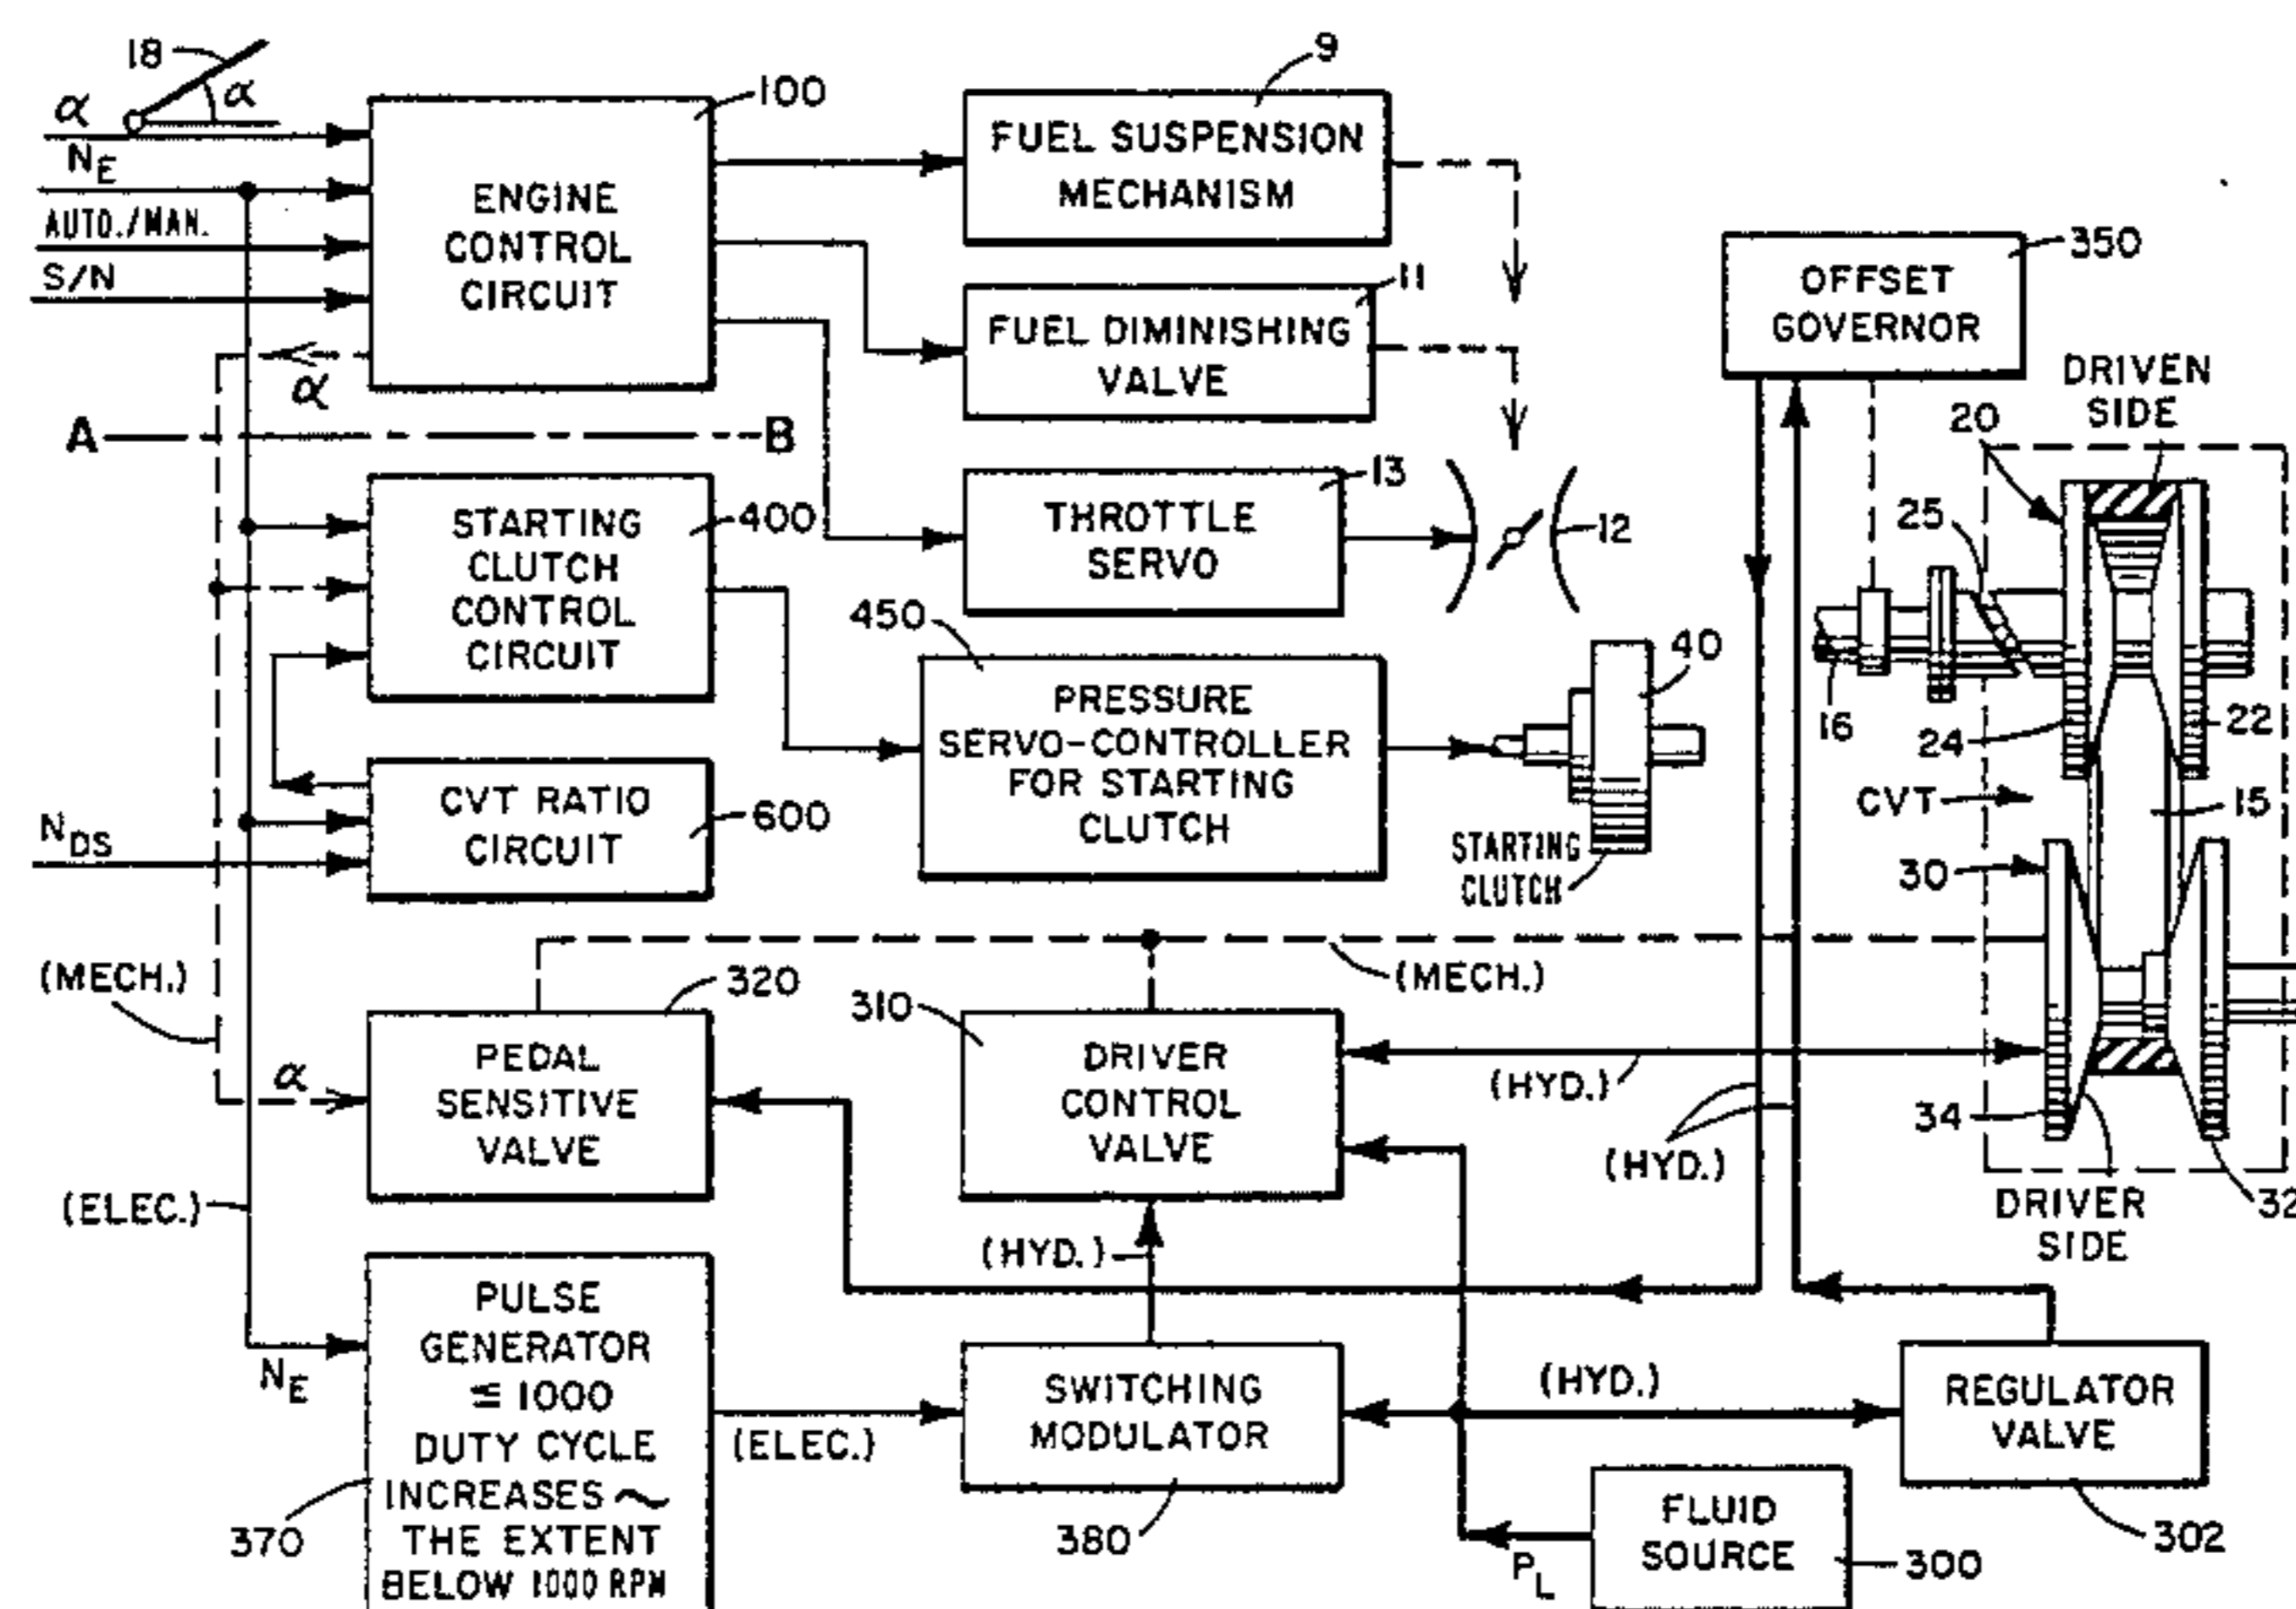 18
α
α
N_E
AUTO./MAN.
S/N
α
100
ENGINE
CONTROL
CIRCUIT
9
FUEL SUSPENSION
MECHANISM
11
FUEL DIMINISHING
VALVE
350
OFFSET
GOVERNOR
DRIVEN
SIDE
20
A
B
STARTING
CLUTCH
CONTROL
CIRCUIT
400
13
THROTTLE
SERVO
12
25
16
24
22
CVT
15
450
PRESSURE
SERVO-CONTROLLER
FOR STARTING
CLUTCH
40
STARTING
CLUTCH
CVT RATIO
CIRCUIT
600
N_DS
30
(MECH.)
320
PEDAL
SENSITIVE
VALVE
α
310
DRIVER
CONTROL
VALVE
(MECH.)
(HYD.)
(HYD.)
34
DRIVER
SIDE
32
(ELEC.)
(HYD.)
N_E
PULSE
GENERATOR
≦ 1000
DUTY CYCLE
INCREASES ~
THE EXTENT
BELOW 1000 RPM
370
(ELEC.)
SWITCHING
MODULATOR
380
(HYD.)
REGULATOR
VALVE
302
FLUID
SOURCE
300
P_L